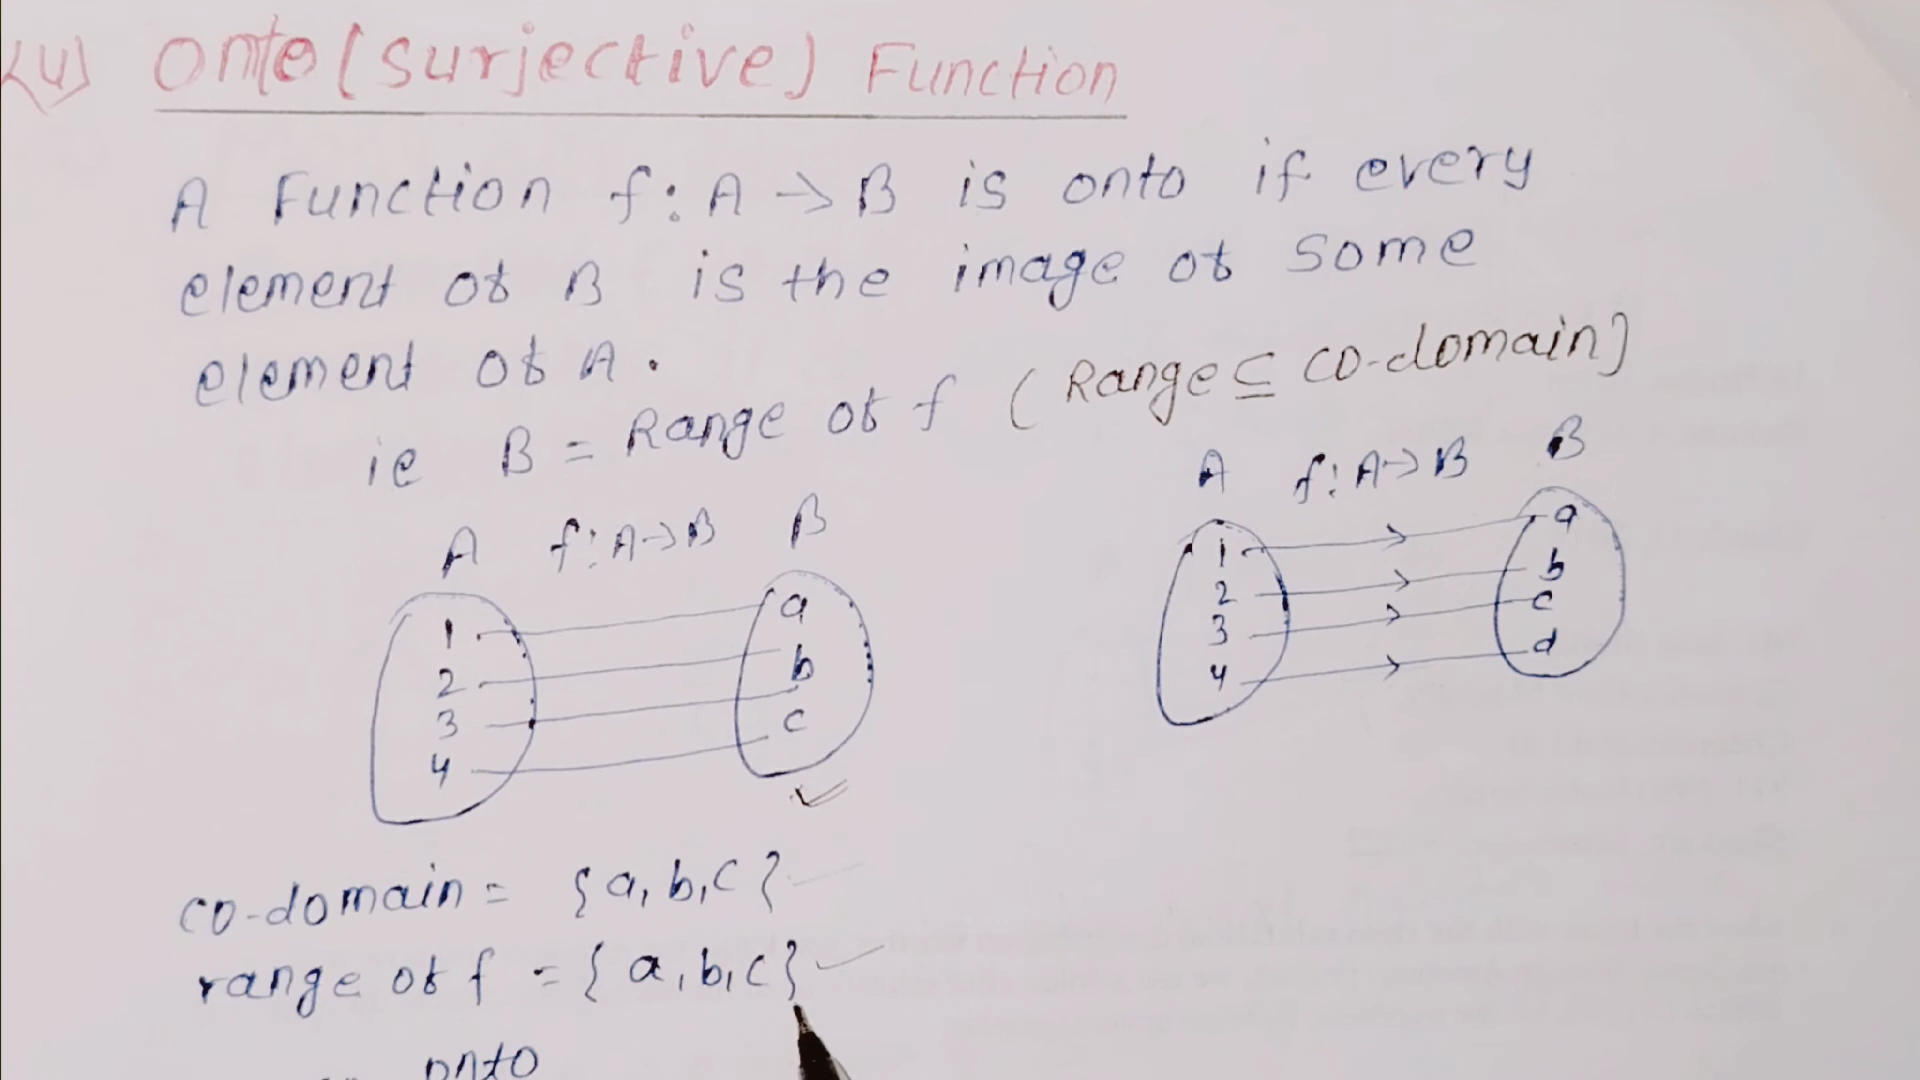 (4) onto (surjective) Function
A Function f: A → B is onto if every
element of B is the image of some
element of A.
ie B = Range of f (Range ⊆ co-domain)
A f: A→B B
1 a
2 b
3 c
4
A f: A→B B
1 a
2 b
3 c
4 d
co-domain = {a, b, c}
range of f = {a, b, c}
onto